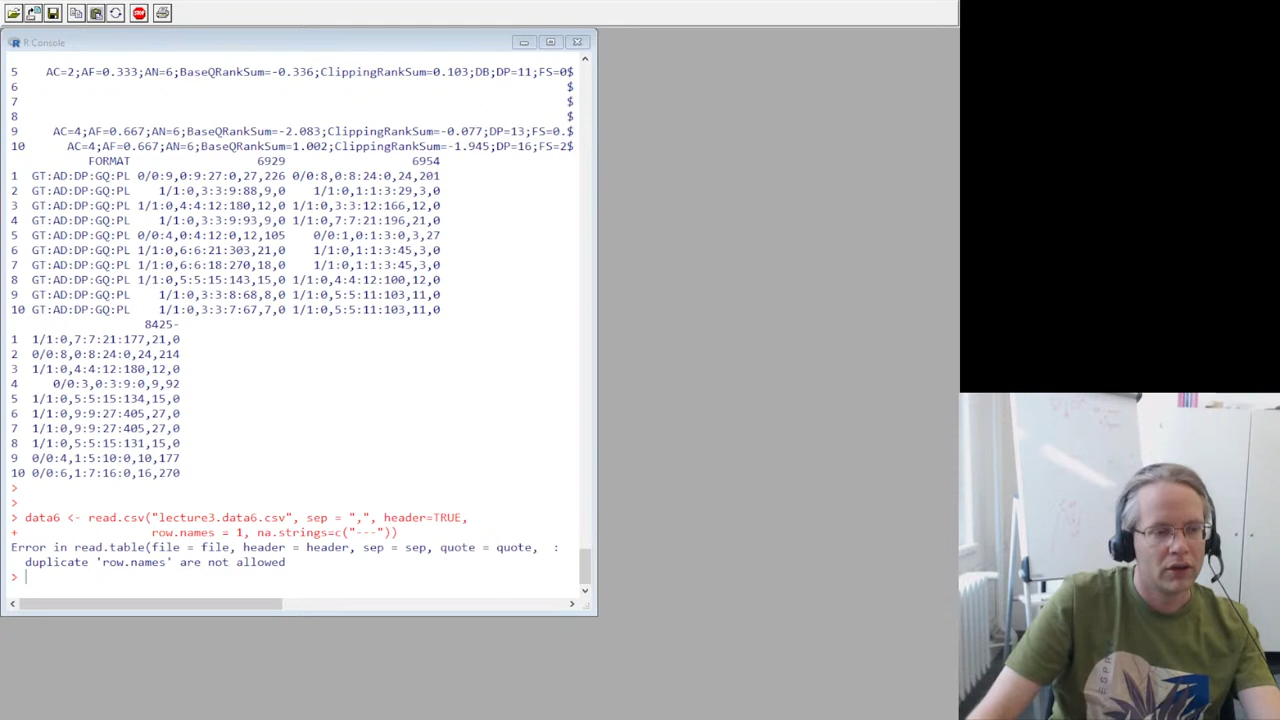 STOP
R Console
5 AC=2;AF=0.333;AN=6;BaseQRankSum=-0.336;ClippingRankSum=0.103;DB;DP=11;FS=0$
6 $
7 $
8 $
9 AC=4;AF=0.667;AN=6;BaseQRankSum=-2.083;ClippingRankSum=-0.077;DP=13;FS=0.$
10 AC=4;AF=0.667;AN=6;BaseQRankSum=1.002;ClippingRankSum=-1.945;DP=16;FS=2$
FORMAT 6929 6954
1 GT:AD:DP:GQ:PL 0/0:9,0:9:27:0,27,226 0/0:8,0:8:24:0,24,201
2 GT:AD:DP:GQ:PL 1/1:0,3:3:9:88,9,0 1/1:0,1:1:3:29,3,0
3 GT:AD:DP:GQ:PL 1/1:0,4:4:12:180,12,0 1/1:0,3:3:12:166,12,0
4 GT:AD:DP:GQ:PL 1/1:0,3:3:9:93,9,0 1/1:0,7:7:21:196,21,0
5 GT:AD:DP:GQ:PL 0/0:4,0:4:12:0,12,105 0/0:1,0:1:3:0,3,27
6 GT:AD:DP:GQ:PL 1/1:0,6:6:21:303,21,0 1/1:0,1:1:3:45,3,0
7 GT:AD:DP:GQ:PL 1/1:0,6:6:18:270,18,0 1/1:0,1:1:3:45,3,0
8 GT:AD:DP:GQ:PL 1/1:0,5:5:15:143,15,0 1/1:0,4:4:12:100,12,0
9 GT:AD:DP:GQ:PL 1/1:0,3:3:8:68,8,0 1/1:0,5:5:11:103,11,0
10 GT:AD:DP:GQ:PL 1/1:0,3:3:7:67,7,0 1/1:0,5:5:11:103,11,0
8425-
1 1/1:0,7:7:21:177,21,0
2 0/0:8,0:8:24:0,24,214
3 1/1:0,4:4:12:180,12,0
4 0/0:3,0:3:9:0,9,92
5 1/1:0,5:5:15:134,15,0
6 1/1:0,9:9:27:405,27,0
7 1/1:0,9:9:27:405,27,0
8 1/1:0,5:5:15:131,15,0
9 0/0:4,1:5:10:0,10,177
10 0/0:6,1:7:16:0,16,270
>
>
> data6 <- read.csv("lecture3.data6.csv", sep = ",", header=TRUE,
+ row.names = 1, na.strings=c("---"))
Error in read.table(file = file, header = header, sep = sep, quote = quote, :
duplicate 'row.names' are not allowed
>
ESPR